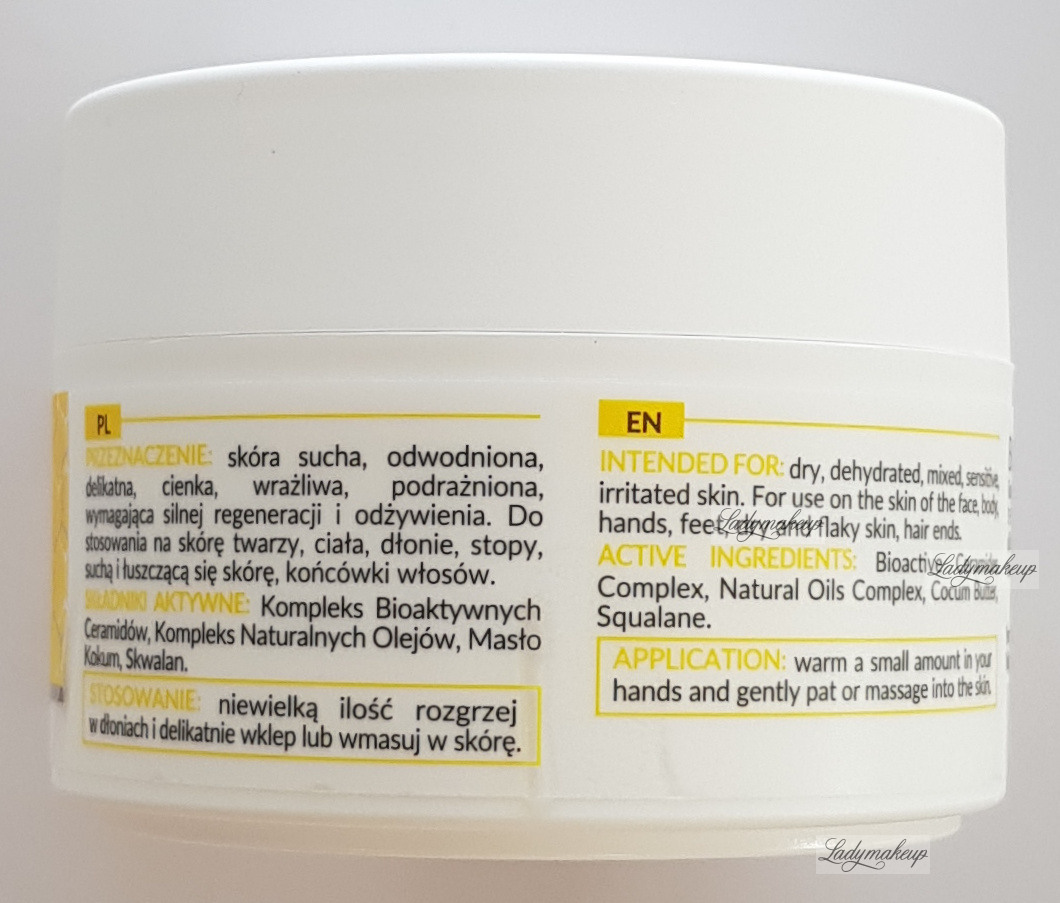 PL
PRZEZNACZENIE: skóra sucha, odwodniona,
delikatna, cienka, wrażliwa, podrażniona,
wymagająca silnej regeneracji i odżywienia. Do
stosowania na skórę twarzy, ciała, dłonie, stopy,
suchą i łuszczącą się skórę, końcówki włosów.
SKŁADNIKI AKTYWNE: Kompleks Bioaktywnych
Ceramidów, Kompleks Naturalnych Olejów, Masło
Kokum, Skwalan.
STOSOWANIE: niewielką ilość rozgrzej
w dłoniach i delikatnie wklep lub wmasuj w skórę.
EN
INTENDED FOR: dry, dehydrated, mixed, sensitive,
irritated skin. For use on the skin of the face, body,
hands, feet, and flaky skin, hair ends.
ACTIVE INGREDIENTS: Bioactive
Complex, Natural Oils Complex, Cocum Butter,
Squalane.
APPLICATION: warm a small amount in your
hands and gently pat or massage into the skin.
Ladymakeup
Ladymakeup
Ladymakeup